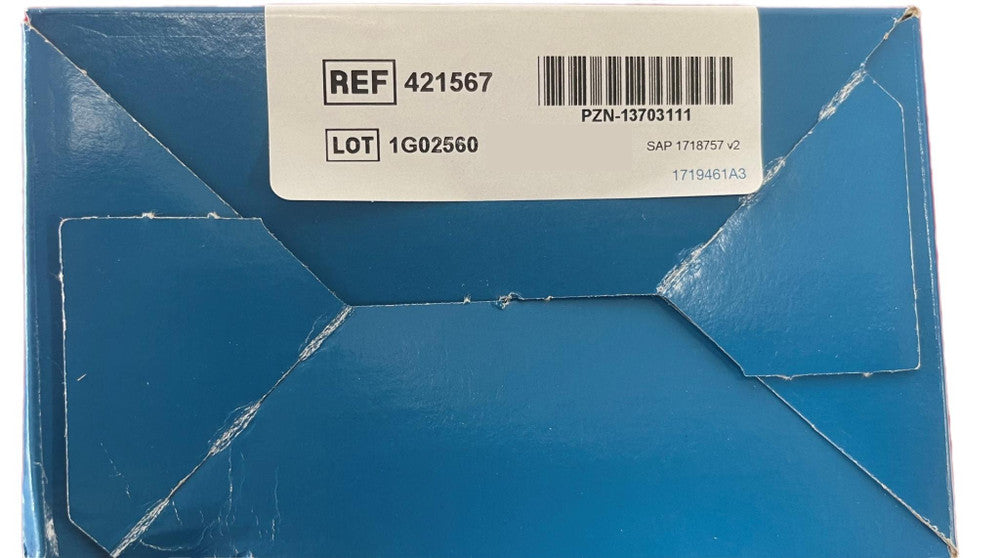 REF 421567
PZN-13703111
LOT 1G02560
SAP 1718757 v2
1719461A3